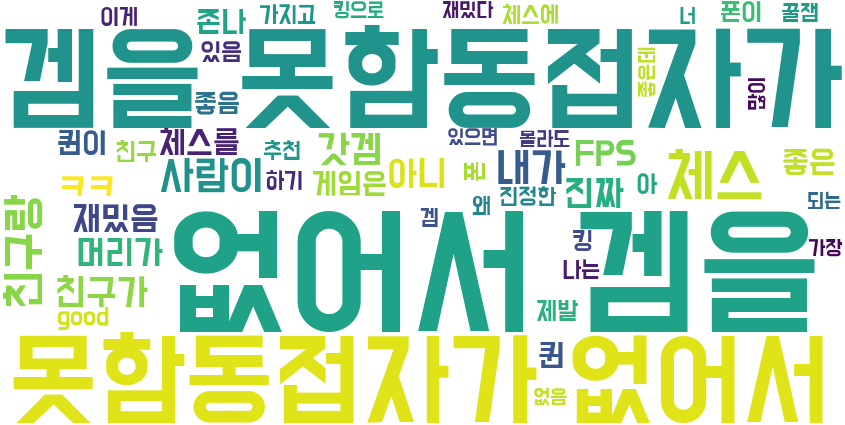 이게 존나 가지고 킹으로 재밌다 체스에 너 폰이 꿀잼
겜을 있음 못함동접자가 좋은데
좋음 많이
퀸이 친구 체스를 추천 갓겜 있으면 몰라도 FPS 좋은
ㅋㅋ 사람이 하기 게임은 아니 폰 내가 진정한 진짜 아 체스 되는
친구랑 재밌음 겜 왜
머리가 없어서 겜을 킹 나는 가장
친구가 제발
good
못함동접자가 퀸 없어서
없음